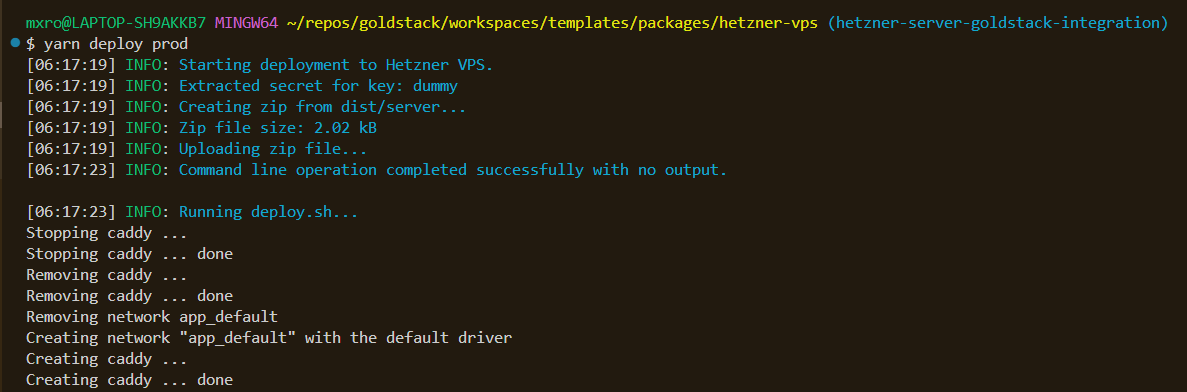 mxro@LAPTOP-SH9AKKB7 MINGW64 ~/repos/goldstack/workspaces/templates/packages/hetzner-vps (hetzner-server-goldstack-integration)
$ yarn deploy prod
[06:17:19] INFO: Starting deployment to Hetzner VPS.
[06:17:19] INFO: Extracted secret for key: dummy
[06:17:19] INFO: Creating zip from dist/server...
[06:17:19] INFO: Zip file size: 2.02 kB
[06:17:19] INFO: Uploading zip file...
[06:17:23] INFO: Command line operation completed successfully with no output.
[06:17:23] INFO: Running deploy.sh...
Stopping caddy ...
Stopping caddy ... done
Removing caddy ...
Removing caddy ... done
Removing network app_default
Creating network "app_default" with the default driver
Creating caddy ...
Creating caddy ... done